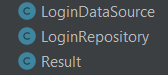 C LoginDataSource
C LoginRepository
C Result